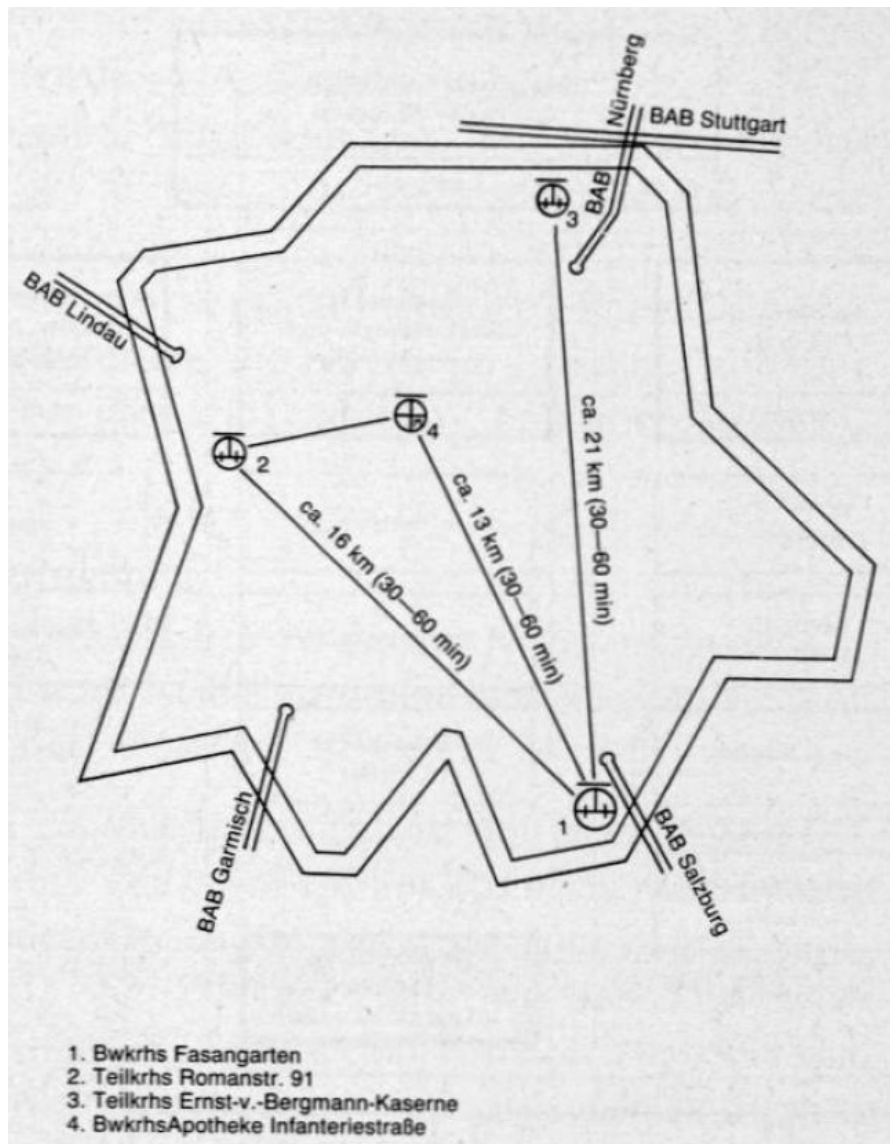 BAB Nürnberg
BAB Stuttgart
3
BAB Lindau
4
2
ca. 21 km (30—60 min)
ca. 13 km (30—60 min)
ca. 16 km (30—60 min)
1
BAB Garmisch
BAB Salzburg
1. Bwkrhs Fasangarten
2. Teilkrhs Romanstr. 91
3. Teilkrhs Ernst-v.-Bergmann-Kaserne
4. BwkrhsApotheke Infanteriestraße